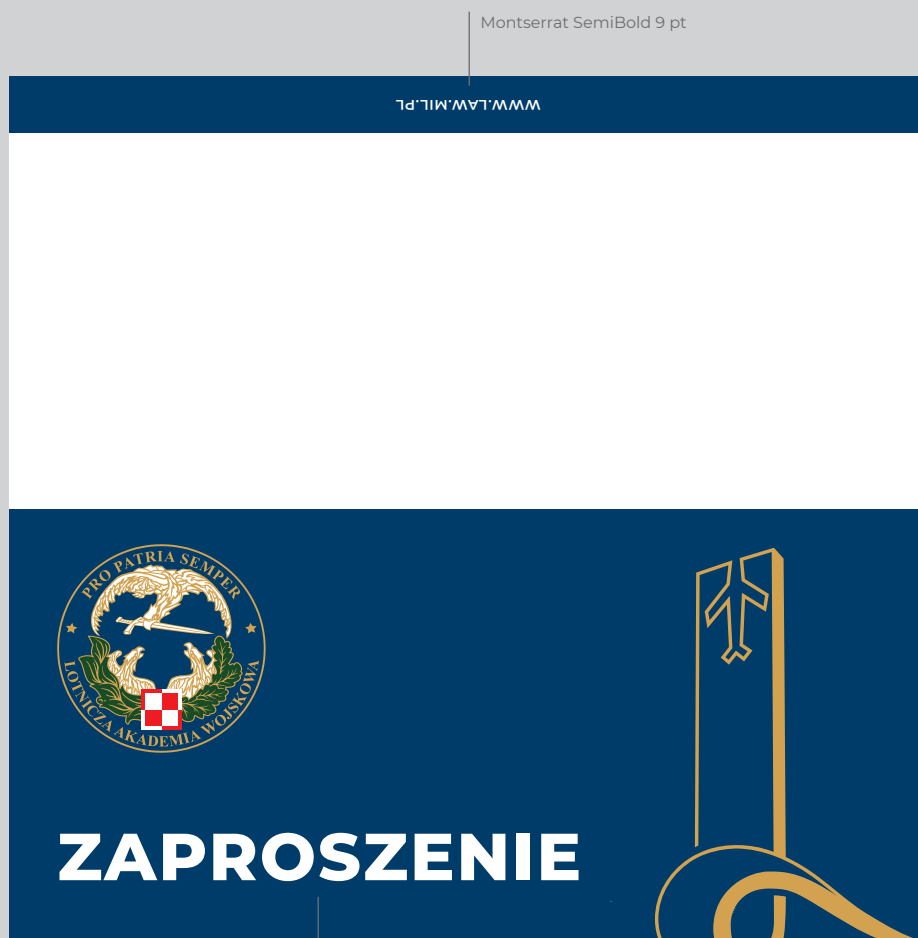 Montserrat SemiBold 9 pt
WWW.LAW.MIL.PL
PRO PATRIA SEMPER
LOTNICZA AKADEMIA WOJSKOWA
ZAPROSZENIE